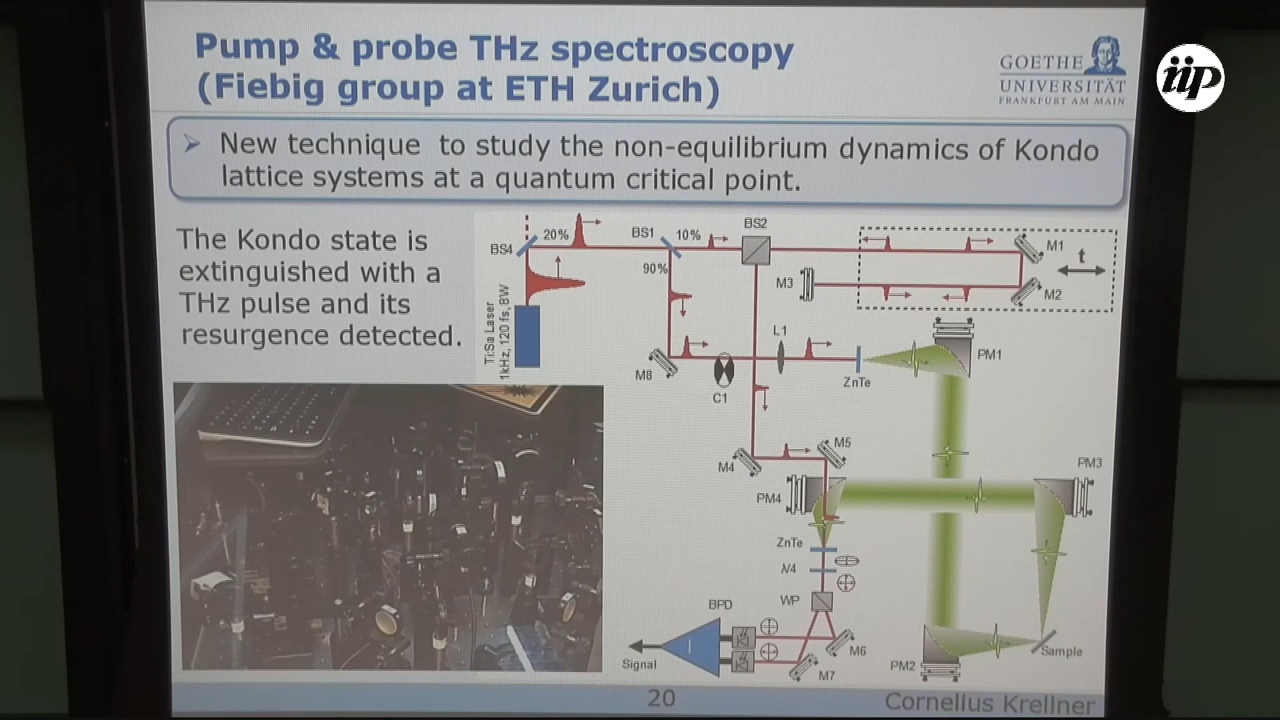 Pump & probe THz spectroscopy
(Fiebig group at ETH Zurich)
GOETHE
UNIVERSITÄT
FRANKFURT AM MAIN
iip
New technique to study the non-equilibrium dynamics of Kondo
lattice systems at a quantum critical point.
The Kondo state is
extinguished with a
THz pulse and its
resurgence detected.
BS4
20%
BS1
10%
BS2
90%
M1
t
M3
M2
Ti:Sa Laser
1kHz, 120 fs, 8W
L1
PM1
M8
C1
ZnTe
M4
M5
PM3
PM4
ZnTe
λ/4
WP
BPD
Signal
M6
M7
PM2
Sample
20
Cornelius Krellner